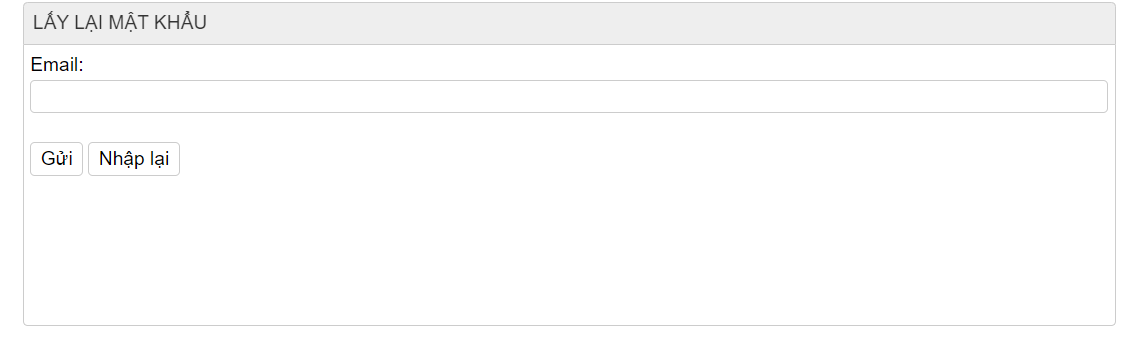 LẤY LẠI MẬT KHẨU
Email:
Gửi Nhập lại